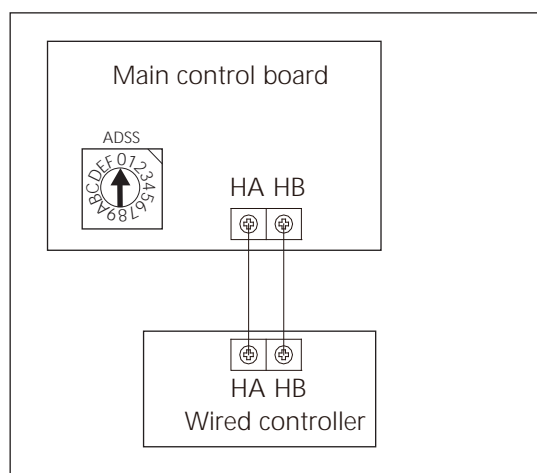 Main control board
ADSS
0123456789ABCDEF
HA HB
HA HB
Wired controller